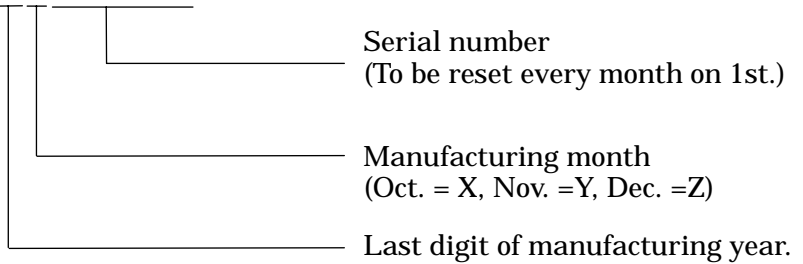 Serial number
(To be reset every month on 1st.)
Manufacturing month
(Oct. = X, Nov. =Y, Dec. =Z)
Last digit of manufacturing year.